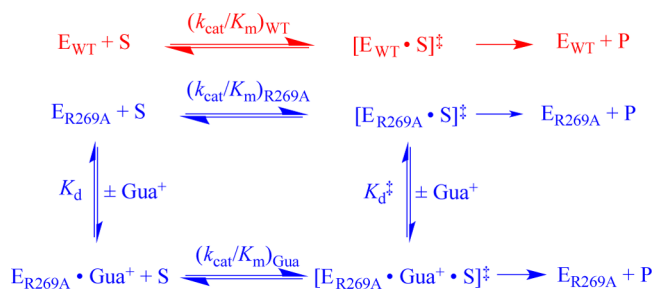 (k_cat/K_m)_WT
E_WT + S [E_WT • S]‡ E_WT + P
(k_cat/K_m)_R269A
E_R269A + S [E_R269A • S]‡ E_R269A + P
K_d ± Gua⁺ K_d‡ ± Gua⁺
(k_cat/K_m)_Gua
E_R269A • Gua⁺ + S [E_R269A • Gua⁺ • S]‡ E_R269A + P